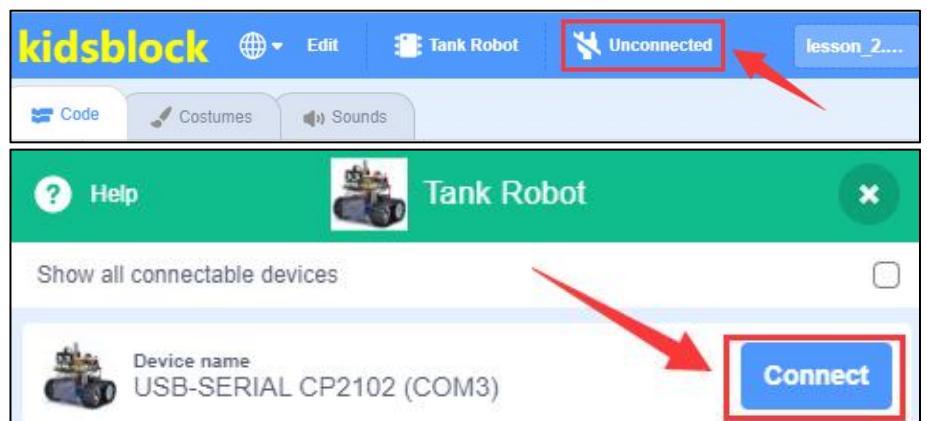 kidsblock Edit Tank Robot Unconnected lesson_2....
Code Costumes Sounds
? Help Tank Robot
Show all connectable devices
Device name
USB-SERIAL CP2102 (COM3) Connect